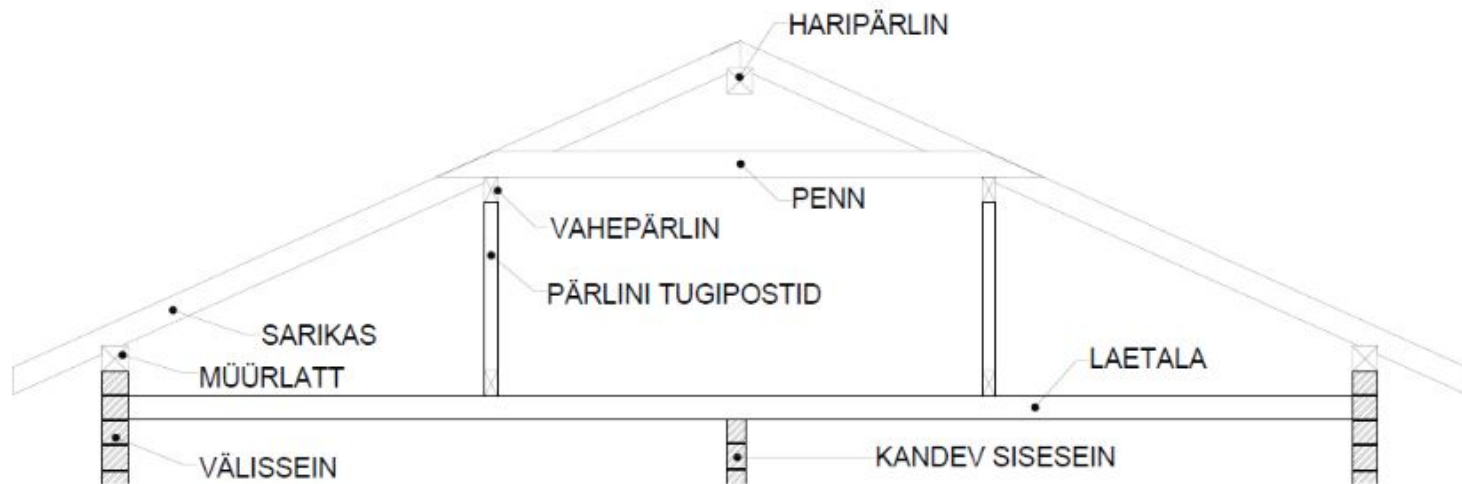 HARIPÄRLIN
PENN
VAHEPÄRLIN
PÄRLINI TUGIPOSTID
SARIKAS
MÜÜRLATT
LAETALA
VÄLISSEIN
KANDEV SISESEIN